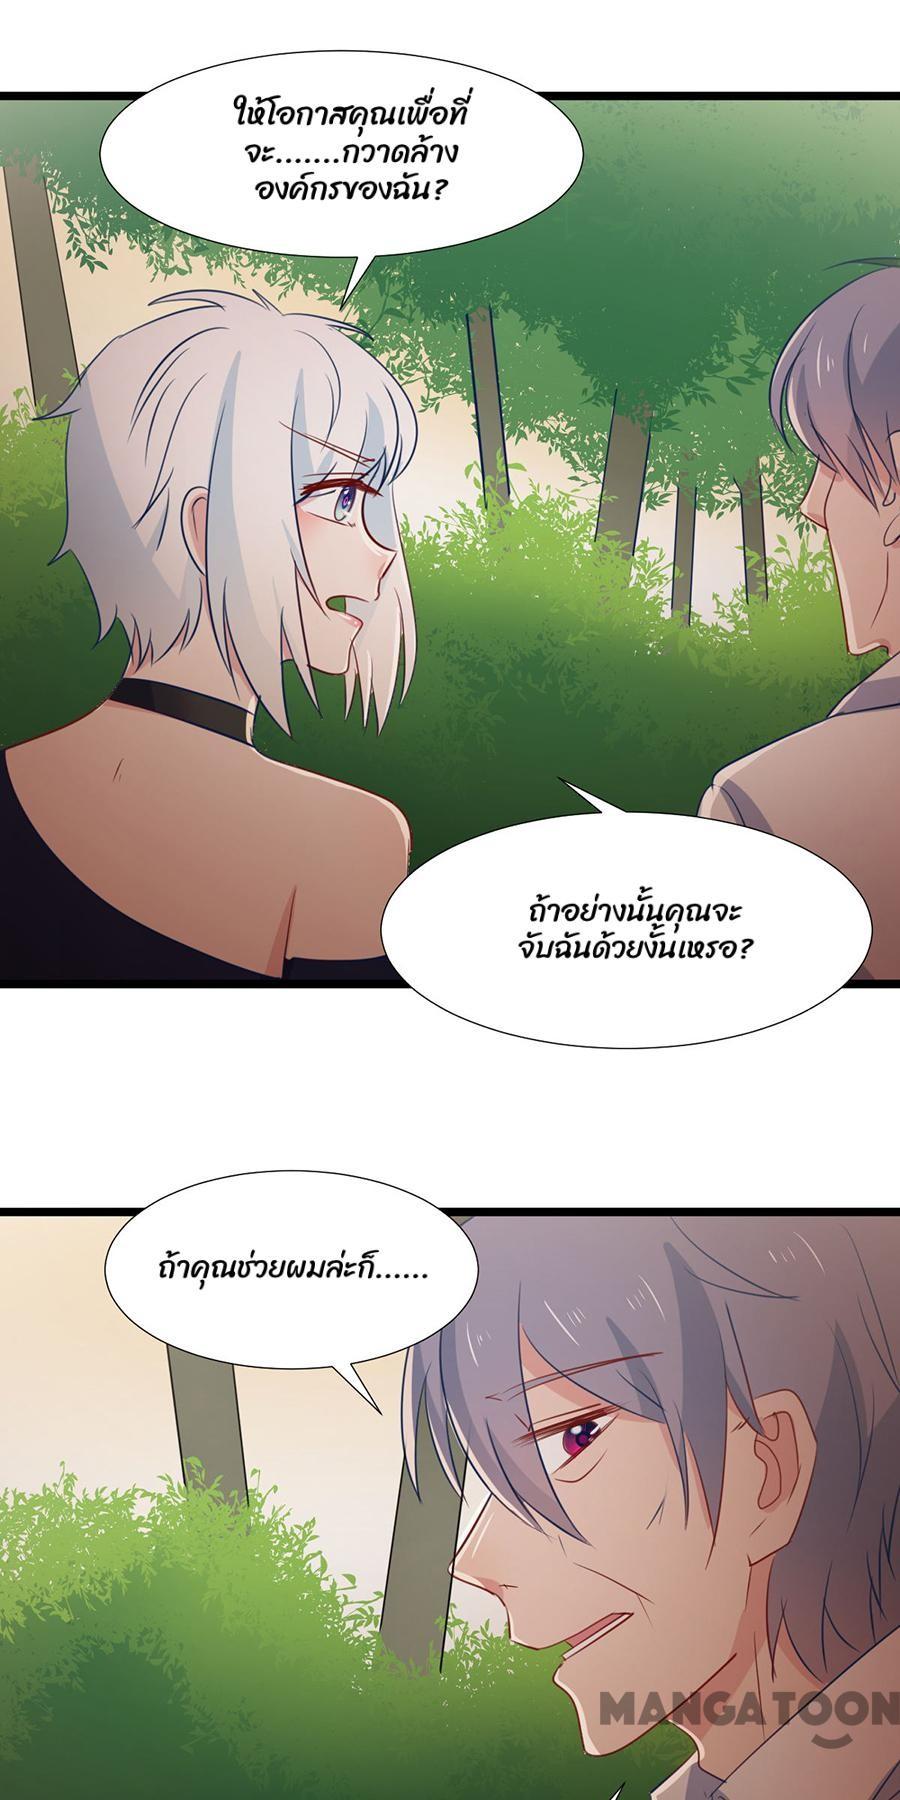 ให้โอกาสคุณเพื่อที่
จะ.......กวาดล้าง
องค์กรของฉัน?
ถ้าอย่างนั้นคุณจะ
จับฉันด้วยงั้นเหรอ?
ถ้าคุณช่วยผมล่ะก็......
MANGATOON